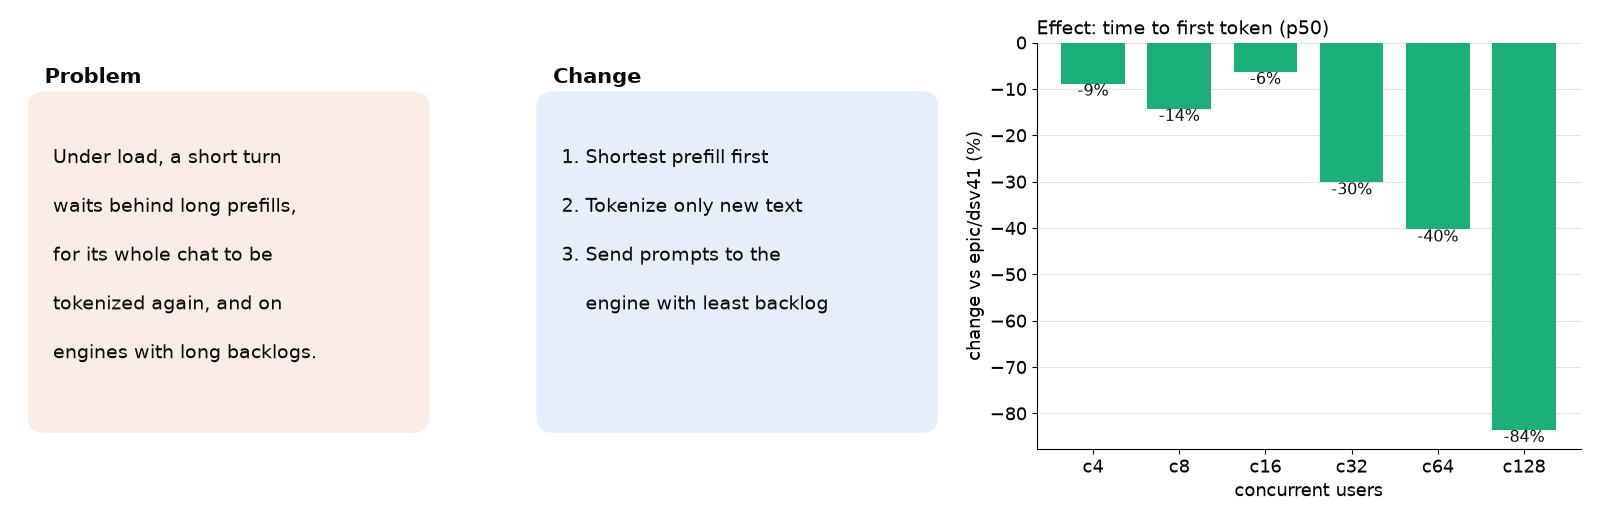 Problem
Under load, a short turn
waits behind long prefills,
for its whole chat to be
tokenized again, and on
engines with long backlogs.
Change
1. Shortest prefill first
2. Tokenize only new text
3. Send prompts to the
engine with least backlog
Effect: time to first token (p50)
change vs epic/dsv41 (%)
0
−10
−20
−30
−40
−50
−60
−70
−80
-9%
-14%
-6%
-30%
-40%
-84%
c4
c8
c16
c32
c64
c128
concurrent users